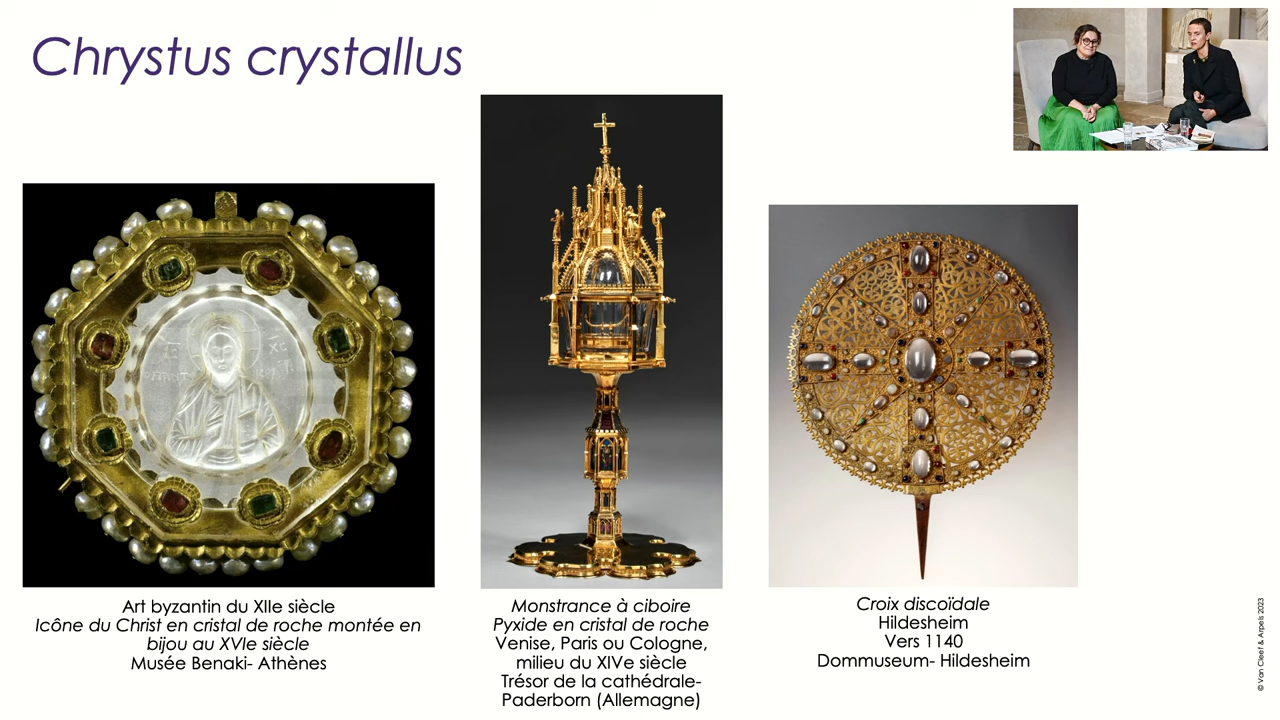 Chrystus crystallus
Art byzantin du XIIe siècle
Icône du Christ en cristal de roche montée en
bijou au XVIe siècle
Musée Benaki- Athènes
Monstrance à ciboire
Pyxide en cristal de roche
Venise, Paris ou Cologne,
milieu du XIVe siècle
Trésor de la cathédrale-
Paderborn (Allemagne)
Croix discoïdale
Hildesheim
Vers 1140
Dommuseum- Hildesheim
© Van Cleef & Arpels 2023